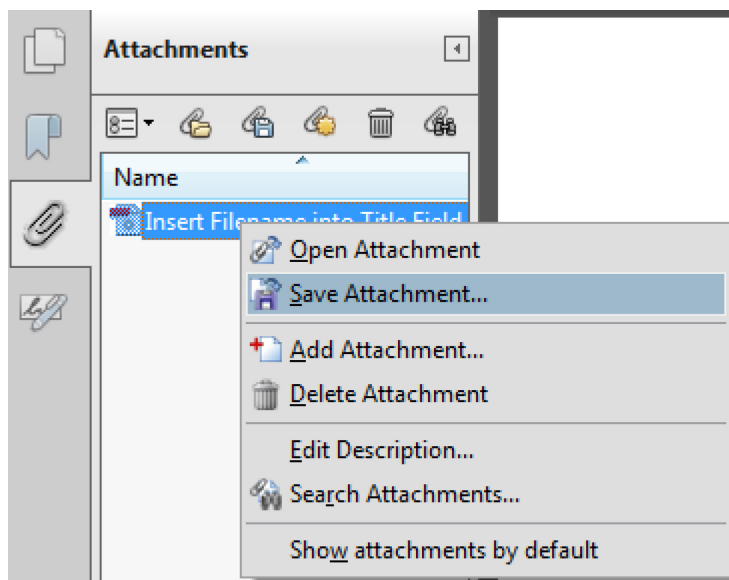 Attachments
Name
Insert Filename into Title Field
Open Attachment
Save Attachment...
Add Attachment...
Delete Attachment
Edit Description...
Search Attachments...
Show attachments by default